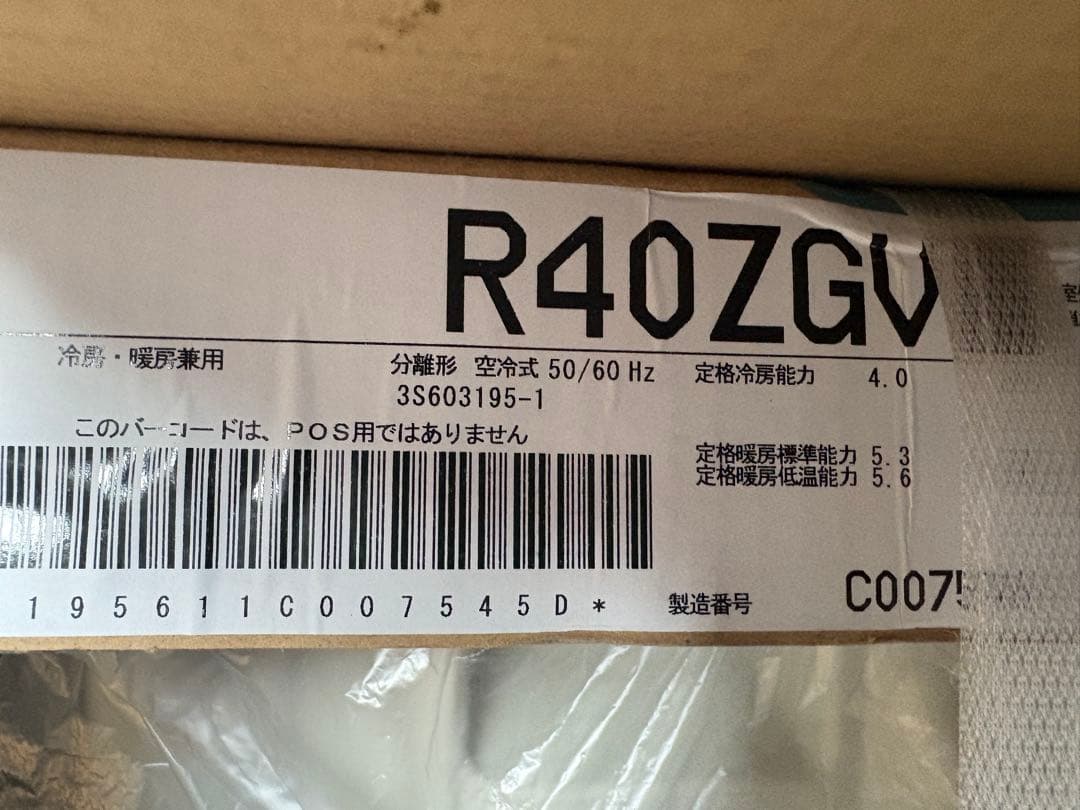 R40ZGV
冷房・暖房兼用
分離形 空冷式 50/60 Hz
定格冷房能力 4.0
3S603195-1
このバーコードは、POS用ではありません
定格暖房標準能力 5.3
定格暖房低温能力 5.6
195611C007545D*
製造番号 C0075